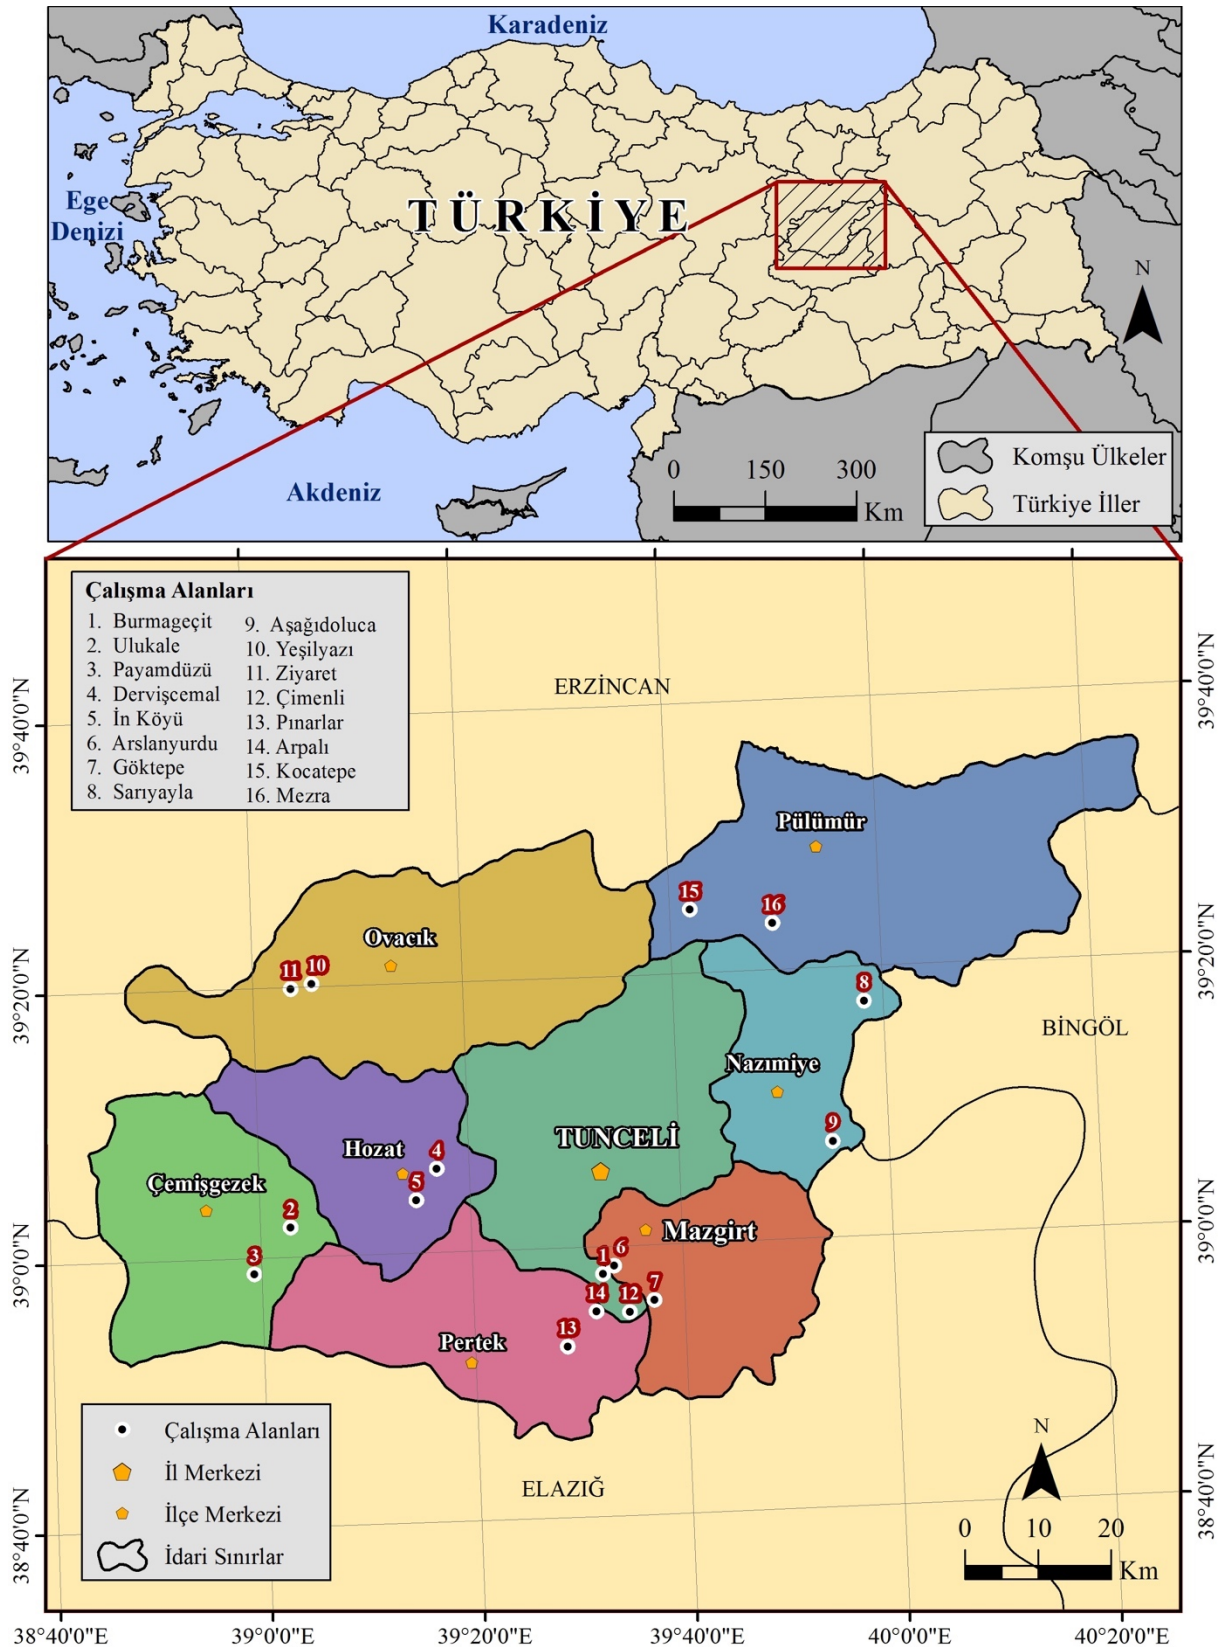 Karadeniz
Ege
Denizi
TÜRKİYE
N
Akdeniz
0 150 300
Km
Komşu Ülkeler
Türkiye İller
Çalışma Alanları
1. Burmageçit
2. Ulukale
3. Payamdüzü
4. Dervişcemal
5. İn Köyü
6. Arslanyurdu
7. Göktepe
8. Sarıyayla
9. Aşağıdoluca
10. Yeşilyazı
11. Ziyaret
12. Çimenli
13. Pınarlar
14. Arpalı
15. Kocatepe
16. Mezra
ERZİNCAN
39°40'0"N
39°40'0"N
Pülümür
15
16
Ovacık
11 10
39°20'0"N
39°20'0"N
8
BİNGÖL
Nazımiye
9
Hozat
4
5
TUNCELİ
Çemişgezek
2
3
Mazgirt
1 6
7
14 12
13
Pertek
39°0'0"N
39°0'0"N
Çalışma Alanları
İl Merkezi
İlçe Merkezi
İdari Sınırlar
ELAZIĞ
N
0 10 20
Km
38°40'0"N
38°40'0"N
38°40'0"E 39°0'0"E 39°20'0"E 39°40'0"E 40°0'0"E 40°20'0"E